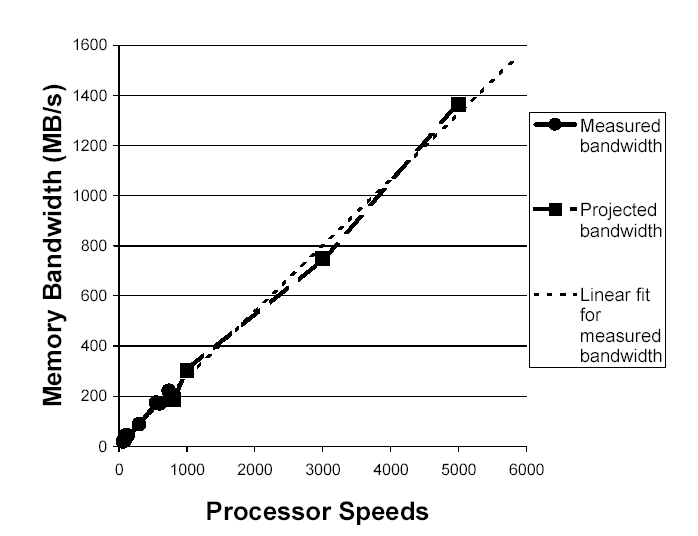 1600
1400
1200
1000
800
600
400
200
0
Memory Bandwidth (MB/s)
0 1000 2000 3000 4000 5000 6000
Processor Speeds
Measured
bandwidth
Projected
bandwidth
Linear fit
for
measured
bandwidth